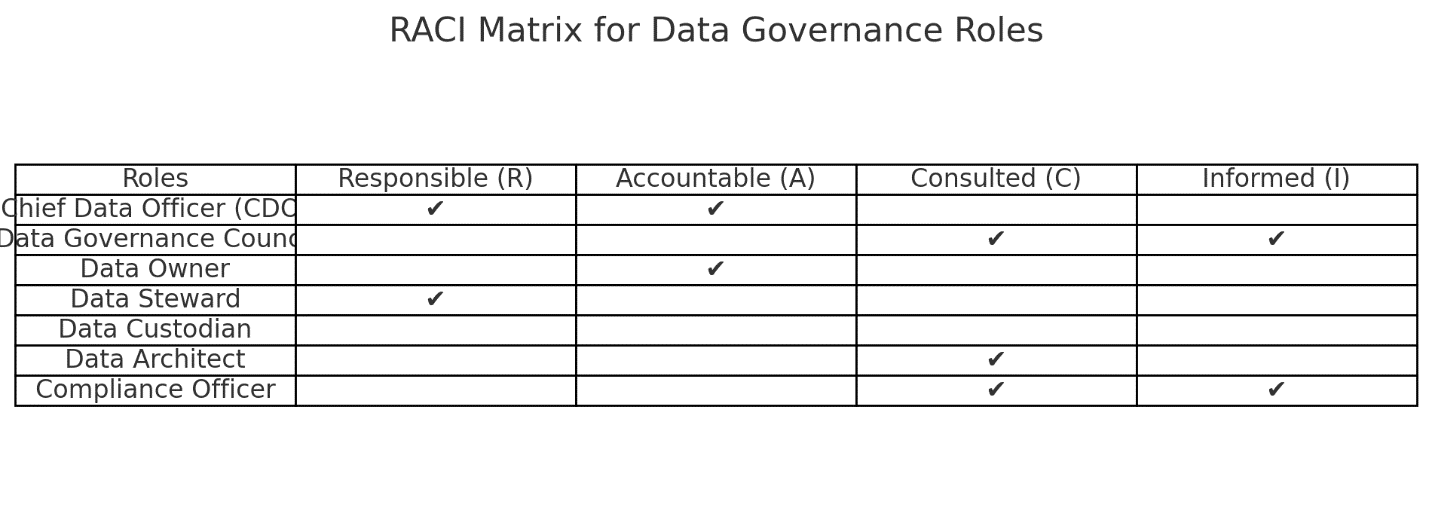 RACI Matrix for Data Governance Roles
Roles Responsible (R) Accountable (A) Consulted (C) Informed (I)
Chief Data Officer (CDO ✔ ✔
Data Governance Counc ✔ ✔
Data Owner ✔
Data Steward ✔
Data Custodian
Data Architect ✔
Compliance Officer ✔ ✔